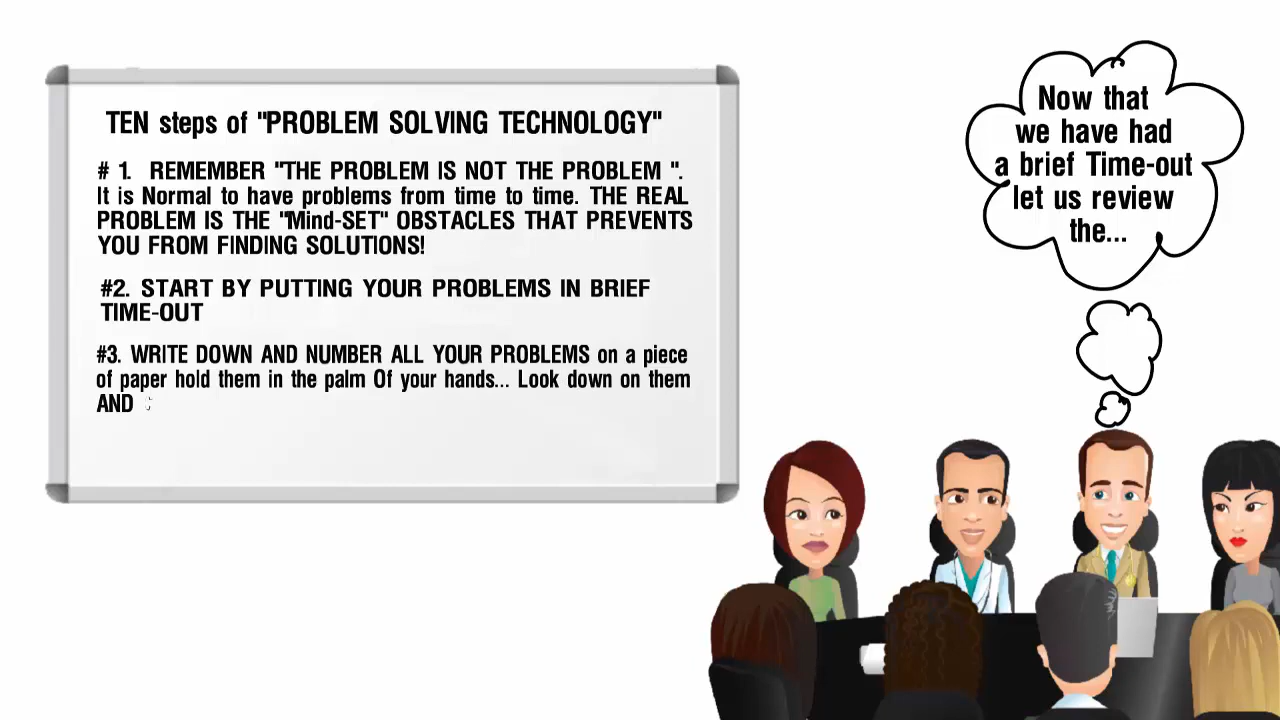 TEN steps of "PROBLEM SOLVING TECHNOLOGY"
# 1. REMEMBER "THE PROBLEM IS NOT THE PROBLEM ".
It is Normal to have problems from time to time. THE REAL
PROBLEM IS THE "Mind-SET" OBSTACLES THAT PREVENTS
YOU FROM FINDING SOLUTIONS!
#2. START BY PUTTING YOUR PROBLEMS IN BRIEF
TIME-OUT
#3. WRITE DOWN AND NUMBER ALL YOUR PROBLEMS on a piece
of paper hold them in the palm Of your hands... Look down on them
AND
Now that
we have had
a brief Time-out
let us review
the...